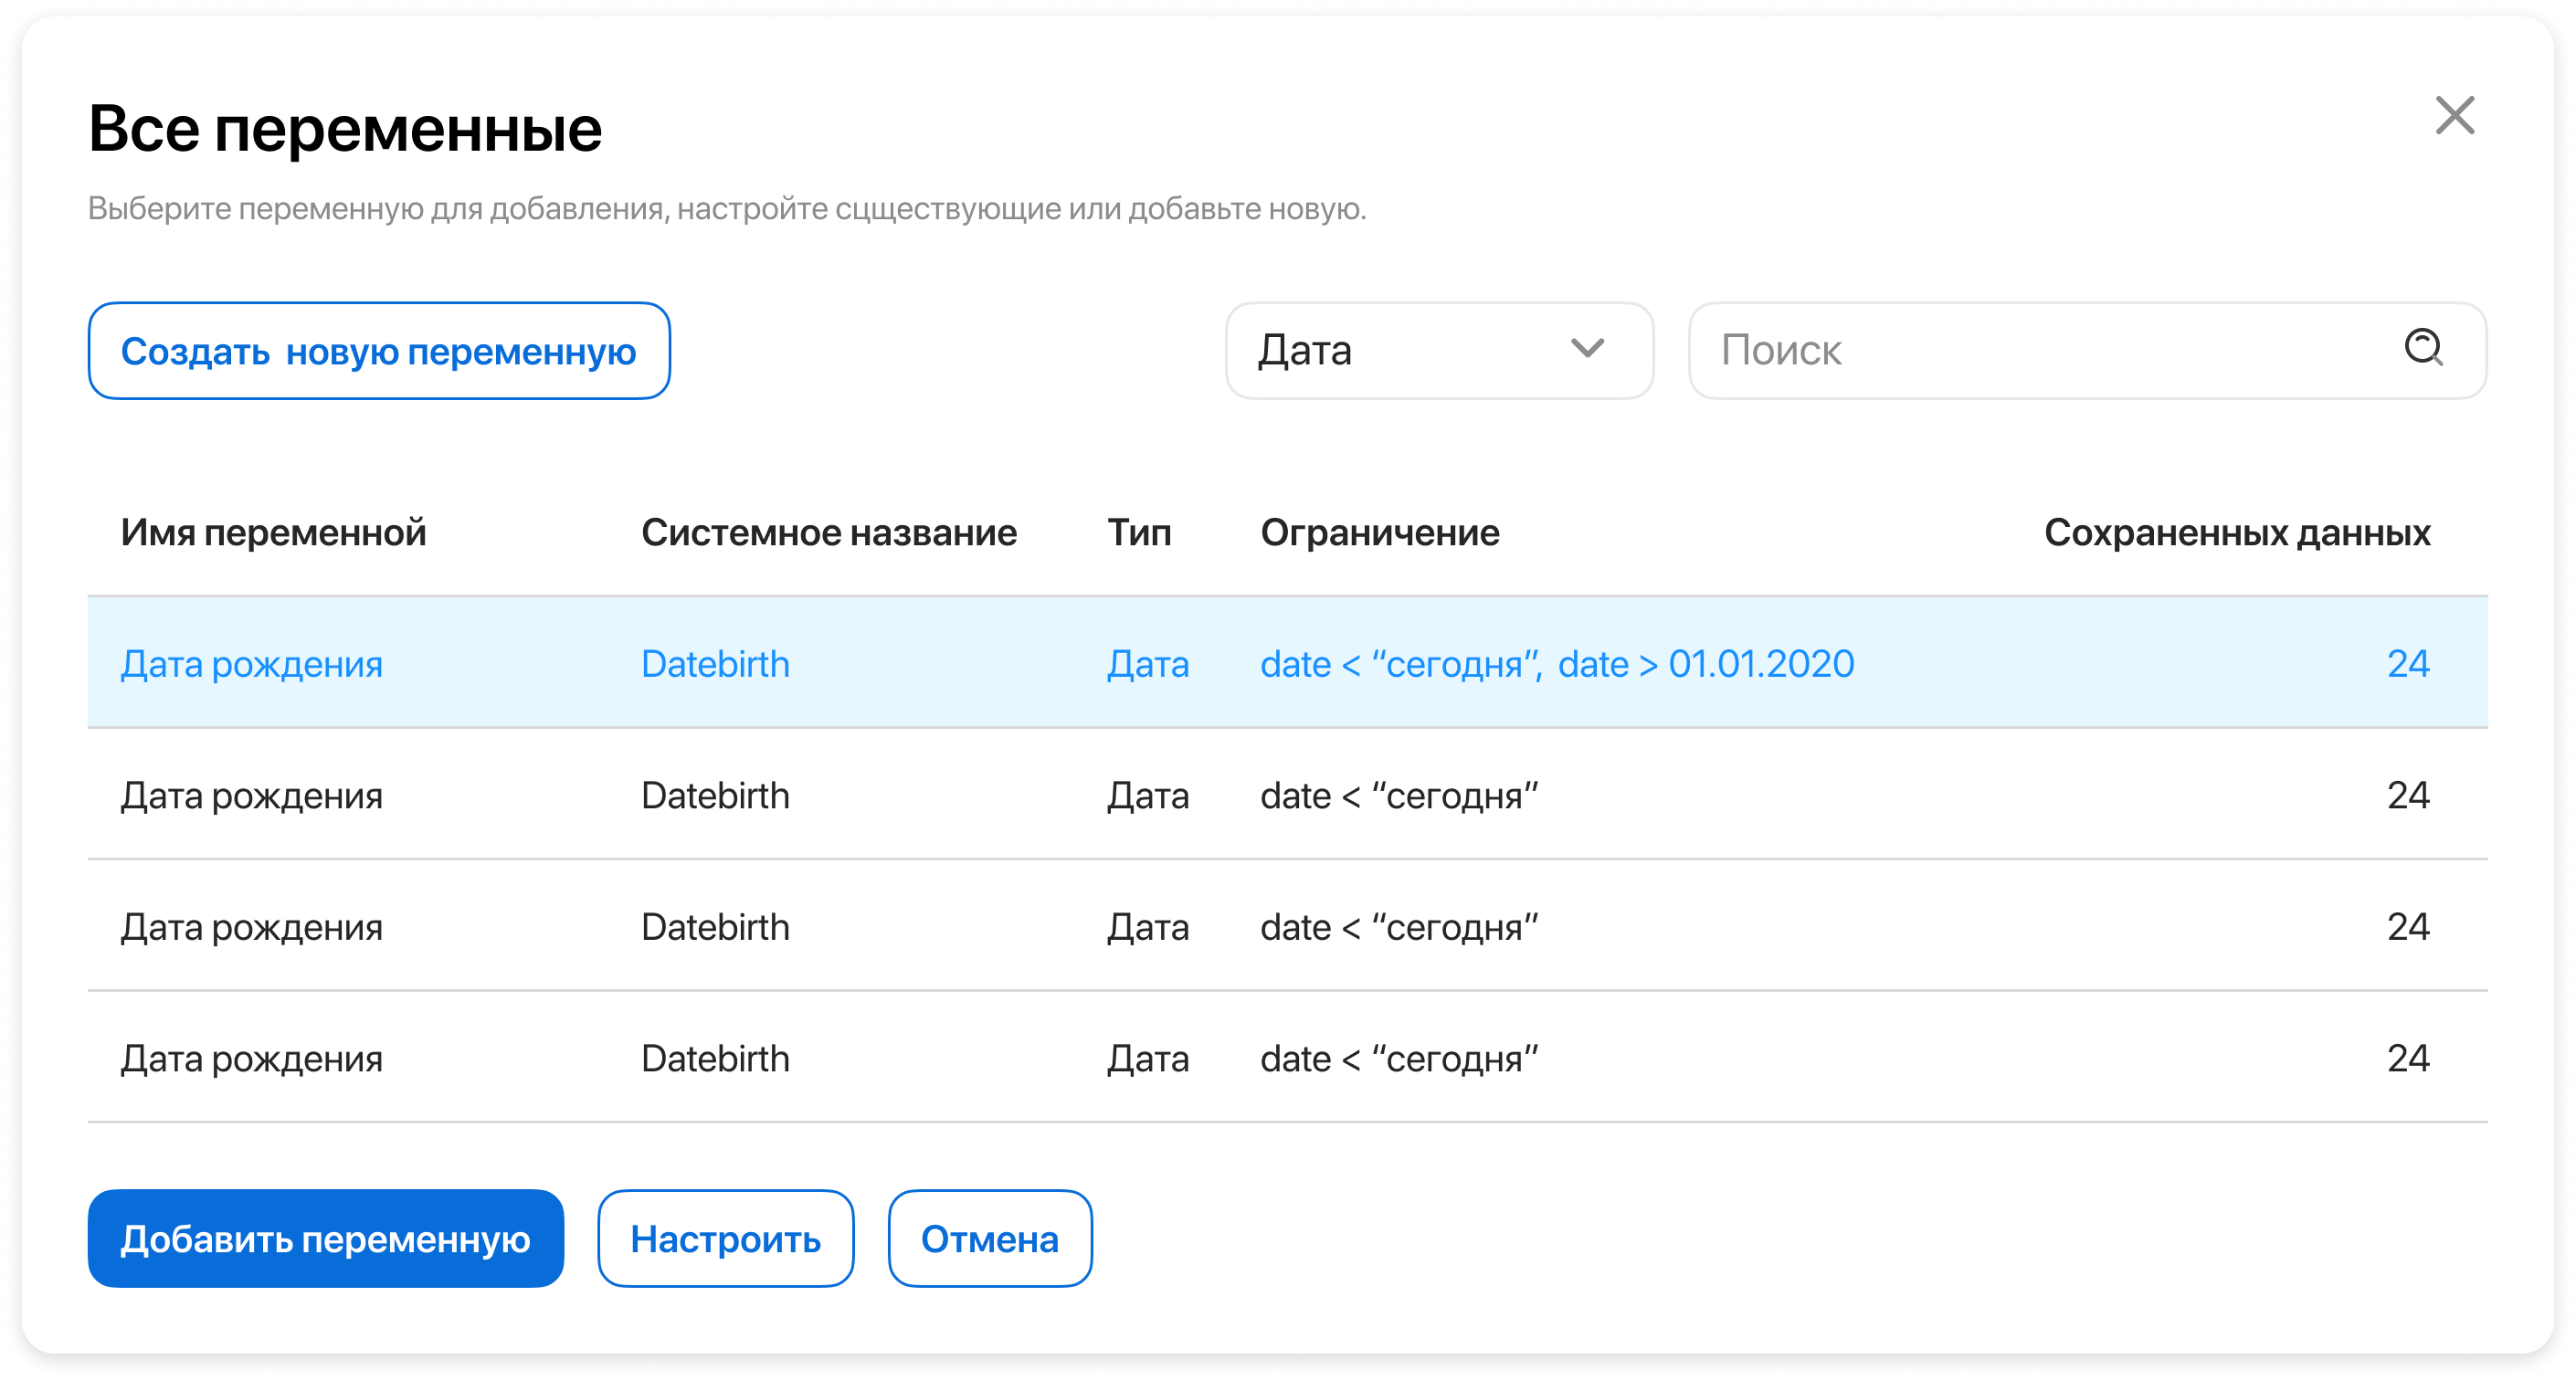 Все переменные
Выберите переменную для добавления, настройте сцществующие или добавьте новую.
Создать  новую переменную
Дата
Поиск
Имя переменной Системное название Тип Ограничение Сохраненных данных
Дата рождения Datebirth Дата date < “сегодня”,  date > 01.01.2020 24
Дата рождения Datebirth Дата date < “сегодня” 24
Дата рождения Datebirth Дата date < “сегодня” 24
Дата рождения Datebirth Дата date < “сегодня” 24
Добавить переменную Настроить Отмена